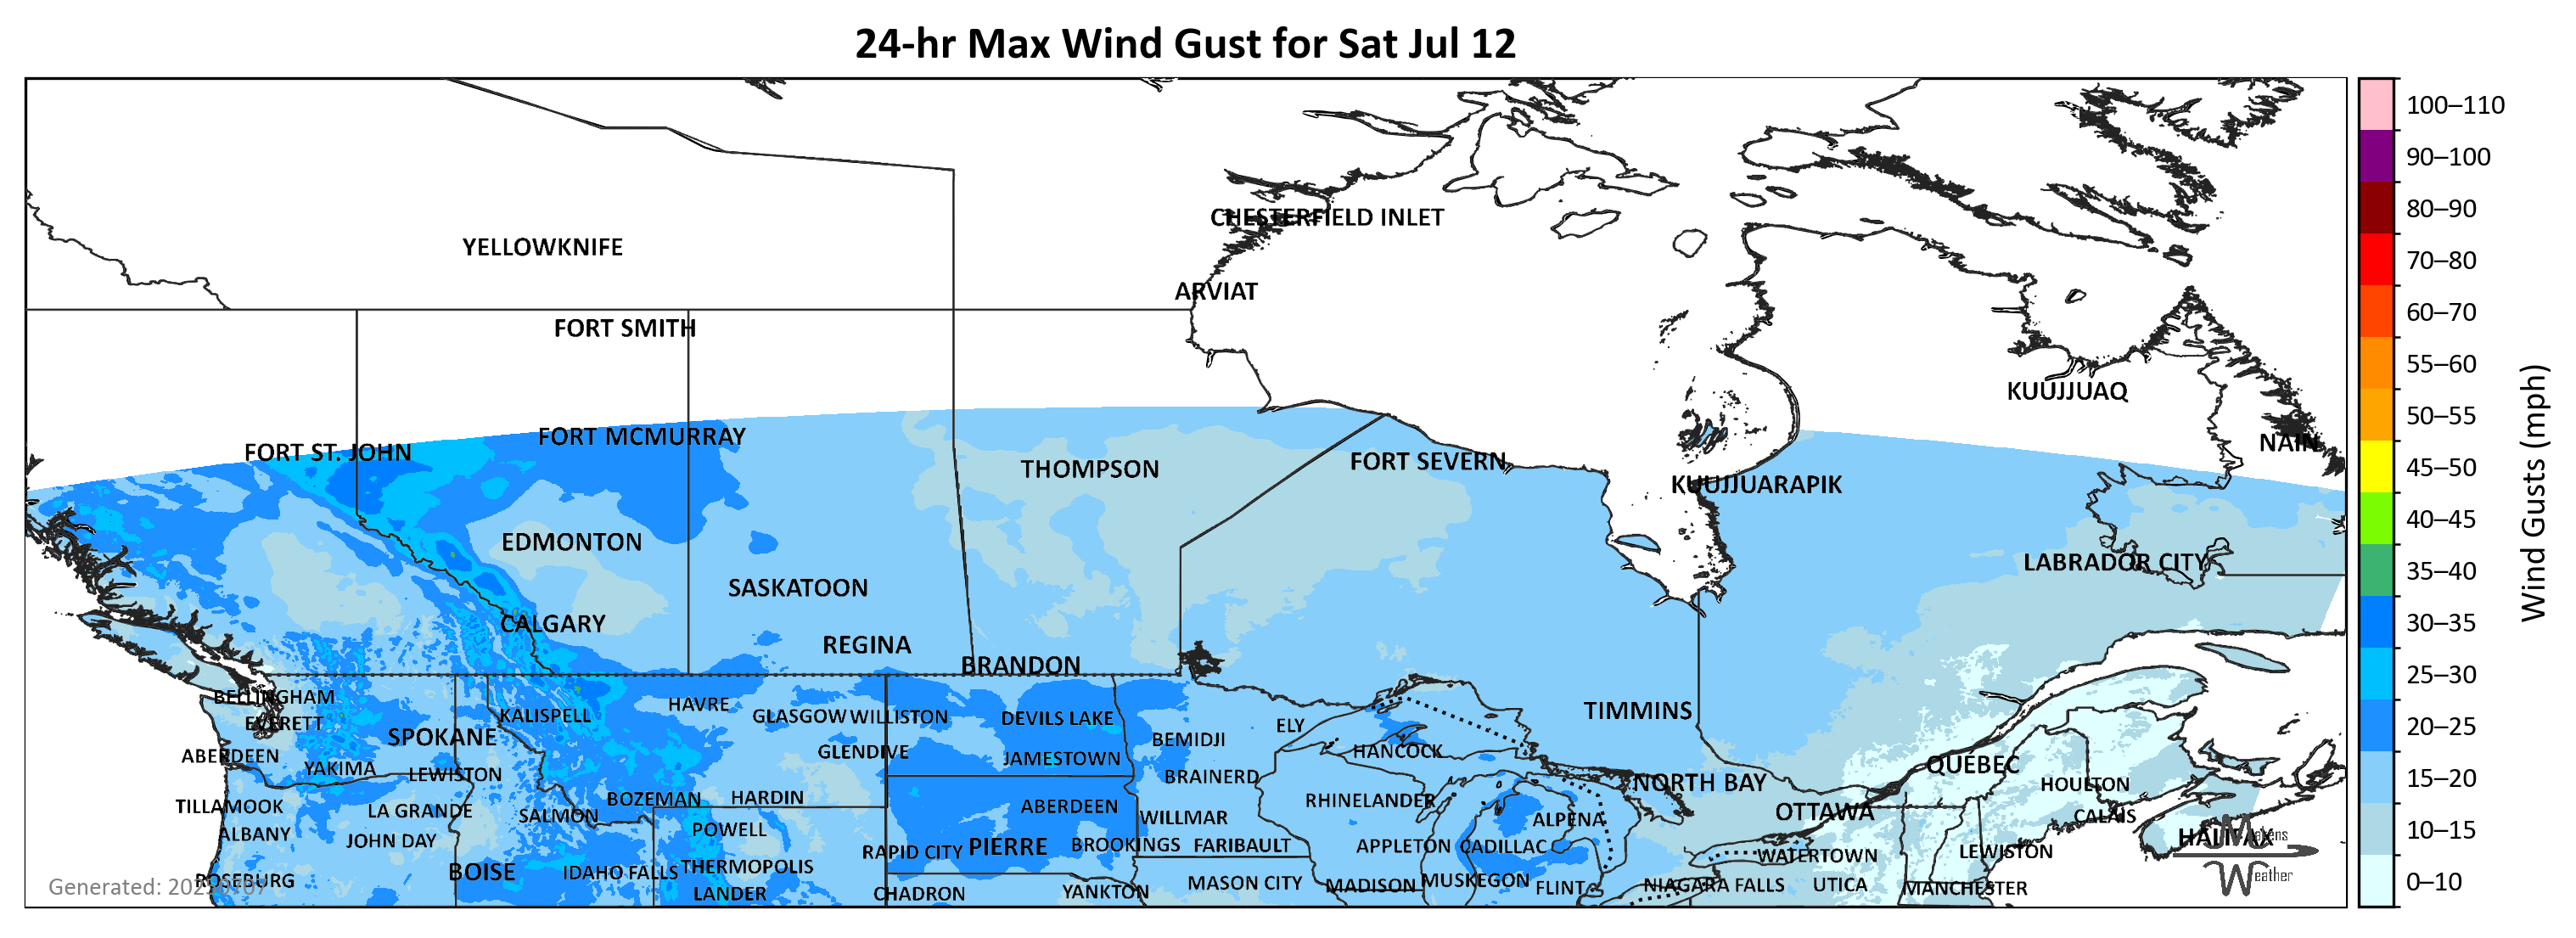 24-hr Max Wind Gust for Sat Jul 12
100–110
90–100
CHESTERFIELD INLET
80–90
YELLOWKNIFE
70–80
ARVIAT
60–70
FORT SMITH
55–60
KUUJJUAQ
50–55
FORT MCMURRAY
NAIN
FORT ST. JOHN
THOMPSON
FORT SEVERN
45–50
KUUJJUARAPIK
40–45
Wind Gusts (mph)
EDMONTON
LABRADOR CITY
35–40
SASKATOON
CALGARY
30–35
REGINA
BRANDON
25–30
BELLINGHAM
HAVRE
TIMMINS
KALISPELL
GLASGOW
WILLISTON
DEVILS LAKE
EVERETT
ELY
20–25
SPOKANE
BEMIDJI
ABERDEEN
GLENDIVE
JAMESTOWN
HANCOCK
QUEBEC
YAKIMA
LEWISTON
BRAINERD
NORTH BAY
HOULTON
15–20
TILLAMOOK
LA GRANDE
BOZEMAN
HARDIN
ABERDEEN
RHINELANDER
OTTAWA
SALMON
WILLMAR
ALPENA
CALAIS
10–15
ALBANY
JOHN DAY
POWELL
HALIFAX
Makens
RAPID CITY
PIERRE
BROOKINGS
FARIBAULT
APPLETON
CADILLAC
WATERTOWN
LEWISTON
BOISE
IDAHO FALLS
THERMOPOLIS
Weather
Generated:
ROSEBURG
LANDER
CHADRON
YANKTON
MASON CITY
MADISON
MUSKEGON
FLINT
NIAGARA FALLS
UTICA
MANCHESTER
0–10